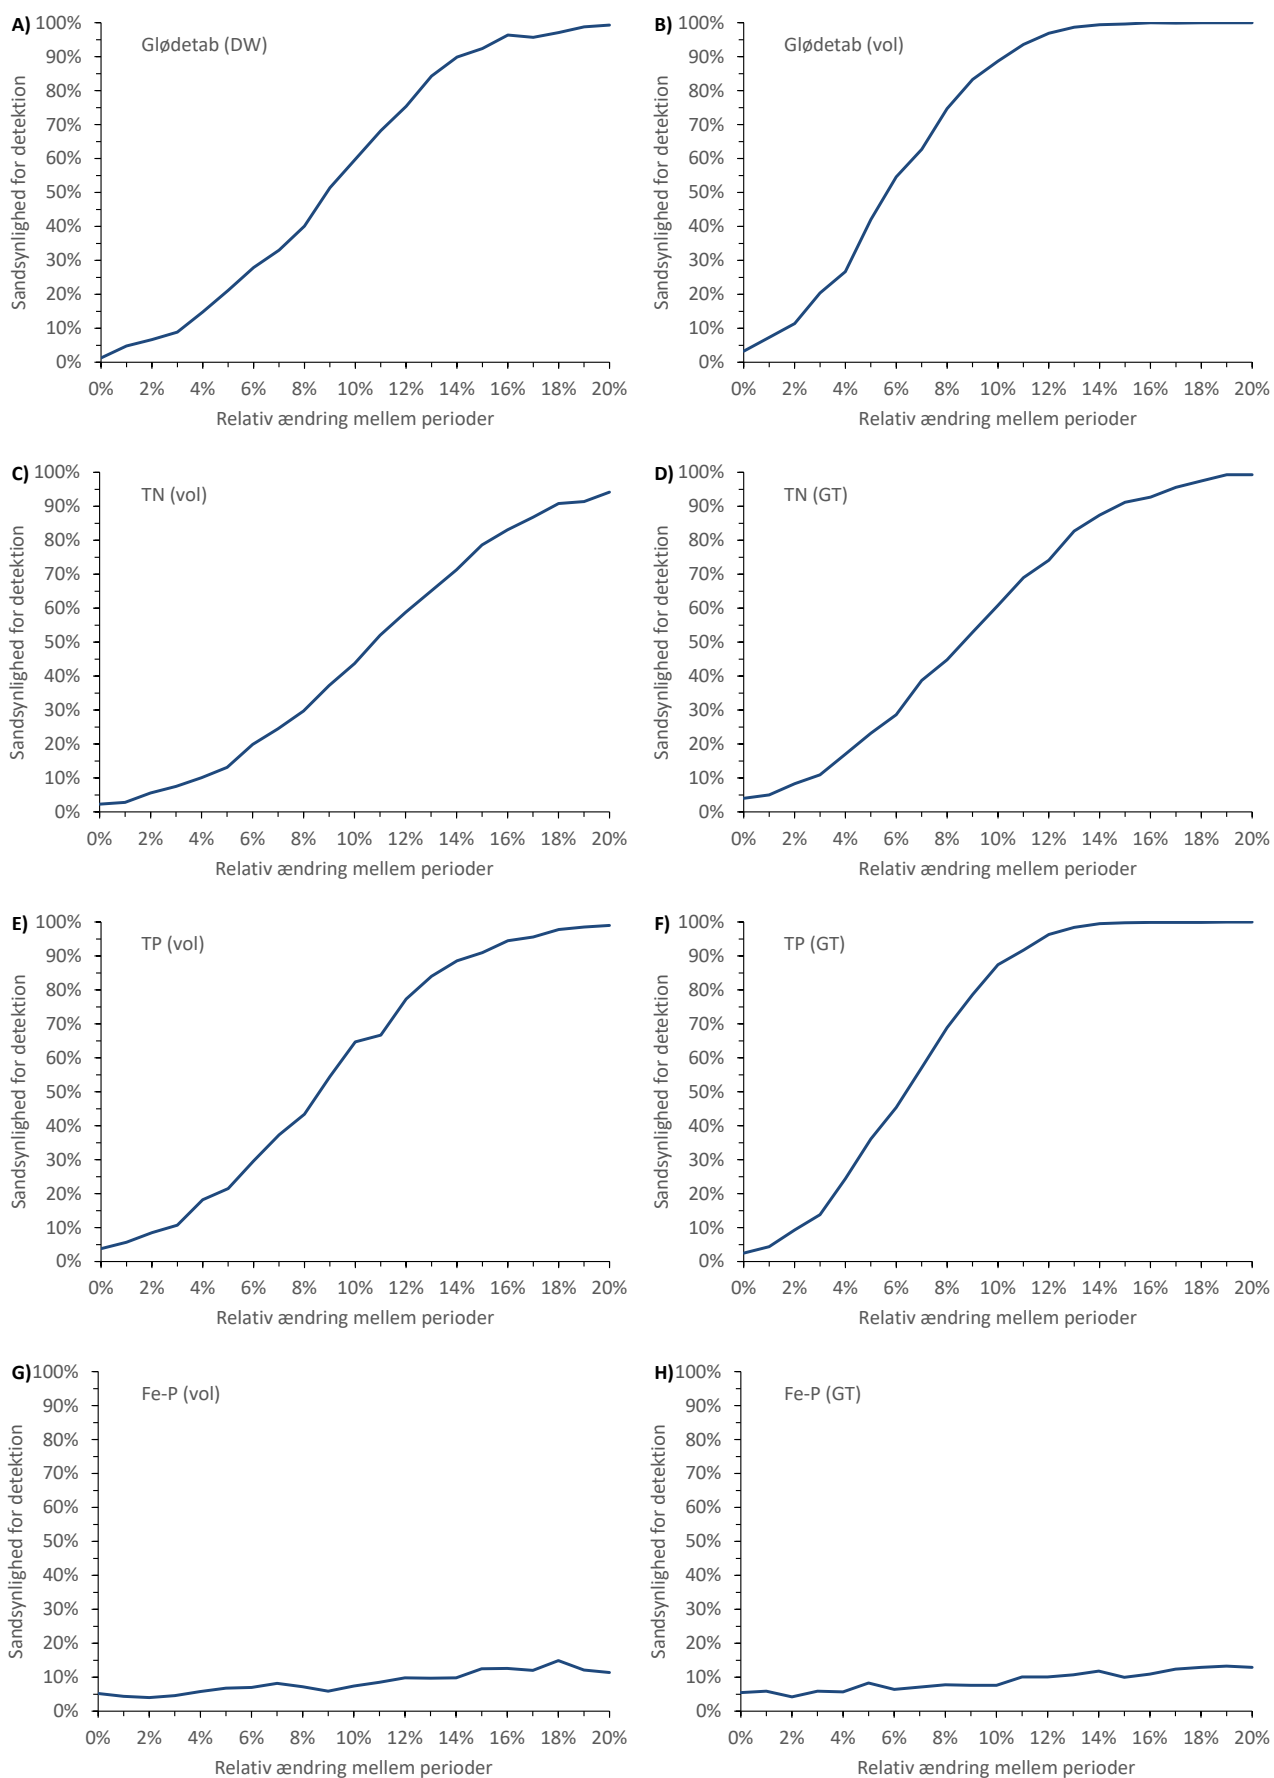 A)
Glødetab (DW)
Sandsynlighed for detektion
100%
90%
80%
70%
60%
50%
40%
30%
20%
10%
0%
0% 2% 4% 6% 8% 10% 12% 14% 16% 18% 20%
Relativ ændring mellem perioder
B)
Glødetab (vol)
Sandsynlighed for detektion
100%
90%
80%
70%
60%
50%
40%
30%
20%
10%
0%
0% 2% 4% 6% 8% 10% 12% 14% 16% 18% 20%
Relativ ændring mellem perioder
C)
TN (vol)
Sandsynlighed for detektion
100%
90%
80%
70%
60%
50%
40%
30%
20%
10%
0%
0% 2% 4% 6% 8% 10% 12% 14% 16% 18% 20%
Relativ ændring mellem perioder
D)
TN (GT)
Sandsynlighed for detektion
100%
90%
80%
70%
60%
50%
40%
30%
20%
10%
0%
0% 2% 4% 6% 8% 10% 12% 14% 16% 18% 20%
Relativ ændring mellem perioder
E)
TP (vol)
Sandsynlighed for detektion
100%
90%
80%
70%
60%
50%
40%
30%
20%
10%
0%
0% 2% 4% 6% 8% 10% 12% 14% 16% 18% 20%
Relativ ændring mellem perioder
F)
TP (GT)
Sandsynlighed for detektion
100%
90%
80%
70%
60%
50%
40%
30%
20%
10%
0%
0% 2% 4% 6% 8% 10% 12% 14% 16% 18% 20%
Relativ ændring mellem perioder
G)
Fe-P (vol)
Sandsynlighed for detektion
100%
90%
80%
70%
60%
50%
40%
30%
20%
10%
0%
0% 2% 4% 6% 8% 10% 12% 14% 16% 18% 20%
Relativ ændring mellem perioder
H)
Fe-P (GT)
Sandsynlighed for detektion
100%
90%
80%
70%
60%
50%
40%
30%
20%
10%
0%
0% 2% 4% 6% 8% 10% 12% 14% 16% 18% 20%
Relativ ændring mellem perioder